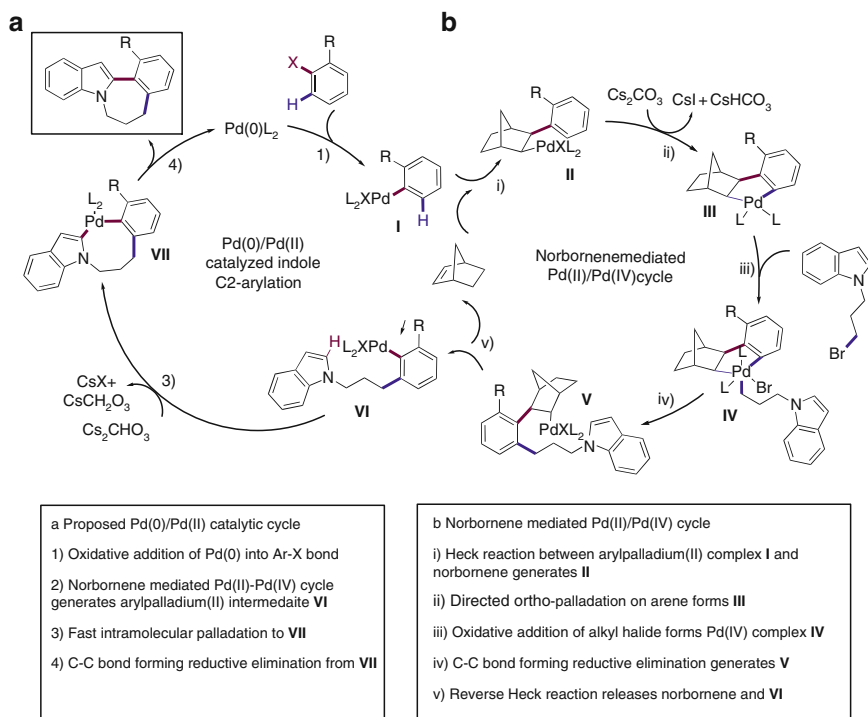 a
b
R
N
Pd(0)L2
4)
X
R
H
1)
R
L2XPd
H
I
i)
R
PdXL2
II
Cs2CO3
CsI + CsHCO3
ii)
R
Pd
L
L
III
iii)
N
Br
L2
Pd
R
N
VII
Pd(0)/Pd(II)
catalyzed indole
C2-arylation
Norbornenemediated
Pd(II)/Pd(IV)cycle
R
L
Pd
L
Br
N
IV
iv)
v)
H
L2XPd
R
N
VI
R
V
PdXL2
N
3)
CsX+
CsCH2O3
Cs2CHO3
a Proposed Pd(0)/Pd(II) catalytic cycle
1) Oxidative addition of Pd(0) into Ar-X bond
2) Norbornene mediated Pd(II)-Pd(IV) cycle
generates arylpalladium(II) intermedaite VI
3) Fast intramolecular palladation to VII
4) C-C bond forming reductive elimination from VII
b Norbornene mediated Pd(II)/Pd(IV) cycle
i) Heck reaction between arylpalladium(II) complex I and
norbornene generates II
ii) Directed ortho-palladation on arene forms III
iii) Oxidative addition of alkyl halide forms Pd(IV) complex IV
iv) C-C bond forming reductive elimination generates V
v) Reverse Heck reaction releases norbornene and VI